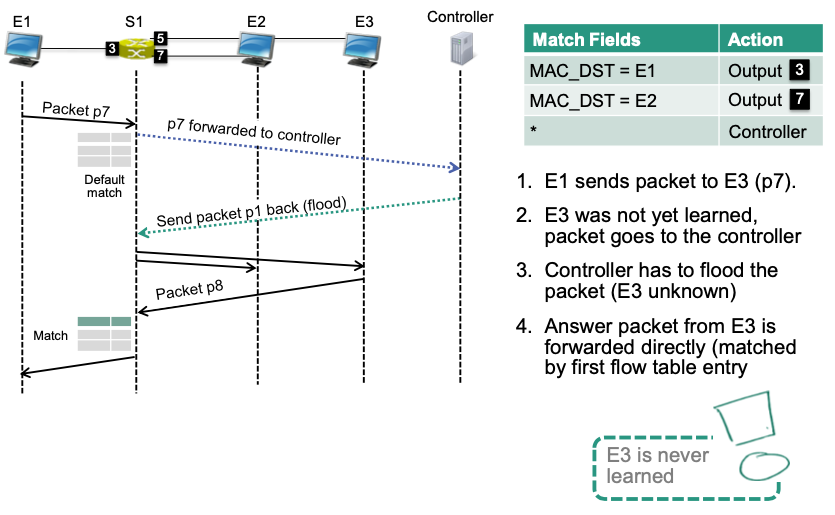 E1
S1
E2
E3
Controller
3
5
7
Packet p7
p7 forwarded to controller
Default
match
Send packet p1 back (flood)
Packet p8
Match
Match Fields Action
MAC_DST = E1 Output 3
MAC_DST = E2 Output 7
* Controller
1. E1 sends packet to E3 (p7).
2. E3 was not yet learned,
packet goes to the controller
3. Controller has to flood the
packet (E3 unknown)
4. Answer packet from E3 is
forwarded directly (matched
by first flow table entry
E3 is never
learned